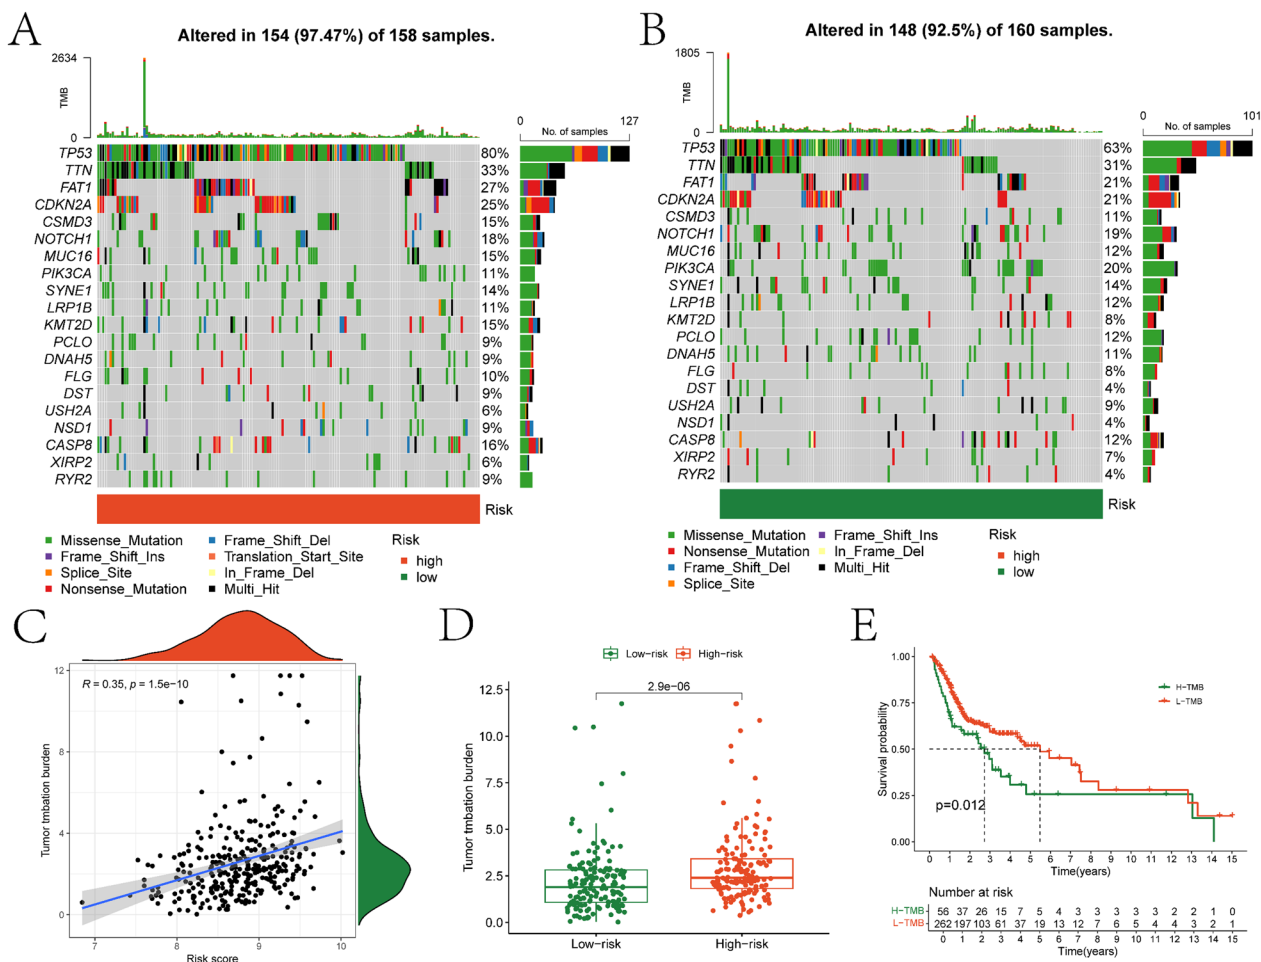 A
Altered in 154 (97.47%) of 158 samples.
2634
TMB
0
0 127
No. of samples
TP53 80%
TTN 33%
FAT1 27%
CDKN2A 25%
CSMD3 15%
NOTCH1 18%
MUC16 15%
PIK3CA 11%
SYNE1 14%
LRP1B 11%
KMT2D 15%
PCLO 9%
DNAH5 9%
FLG 10%
DST 9%
USH2A 6%
NSD1 9%
CASP8 16%
XIRP2 6%
RYR2 9%
Risk
Missense_Mutation Frame_Shift_Del Risk
Frame_Shift_Ins Translation_Start_Site high
Splice_Site In_Frame_Del low
Nonsense_Mutation Multi_Hit
B
Altered in 148 (92.5%) of 160 samples.
1805
TMB
0
0 101
No. of samples
TP53 63%
TTN 31%
FAT1 21%
CDKN2A 21%
CSMD3 11%
NOTCH1 19%
MUC16 12%
PIK3CA 20%
SYNE1 14%
LRP1B 12%
KMT2D 8%
PCLO 12%
DNAH5 11%
FLG 8%
DST 4%
USH2A 9%
NSD1 4%
CASP8 12%
XIRP2 7%
RYR2 4%
Risk
Missense_Mutation Frame_Shift_Ins Risk
Nonsense_Mutation In_Frame_Del high
Frame_Shift_Del Multi_Hit low
Splice_Site
C
R = 0.35, p = 1.5e-10
Tumor tmbation burden
12
8
4
0
7 8 9 10
Risk score
D
Low-risk High-risk
2.9e-06
Tumor tmbation burden
12.5
10.0
7.5
5.0
2.5
0.0
Low-risk High-risk
E
H-TMB
L-TMB
Survival probability
1.00
0.75
0.50
0.25
0.00
p=0.012
0 1 2 3 4 5 6 7 8 9 10 11 12 13 14 15
Time(years)
Number at risk
H-TMB 56 37 26 15 7 5 4 3 3 3 3 2 2 1 0
L-TMB 262 197 103 61 37 19 13 12 7 6 5 4 4 3 2 1
0 1 2 3 4 5 6 7 8 9 10 11 12 13 14 15
Time(years)